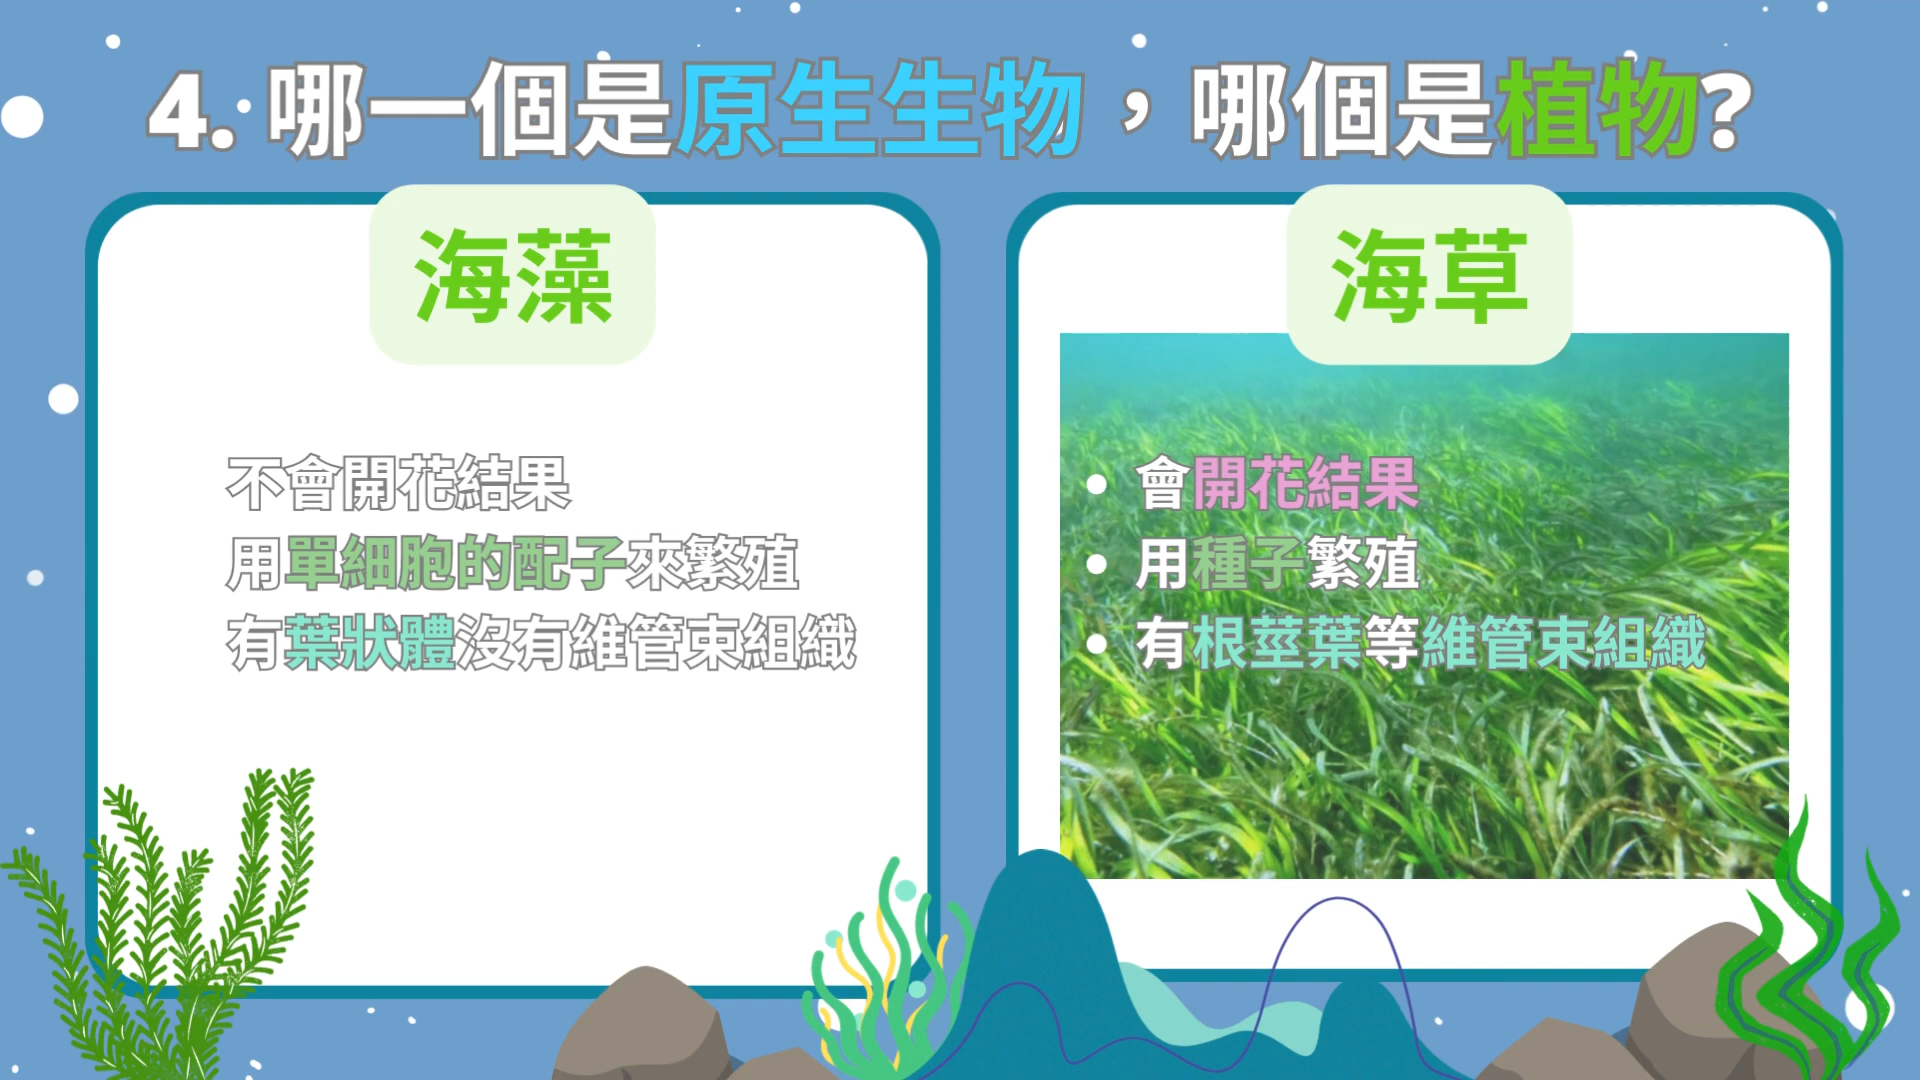 4. 哪一個是原生生物，哪個是植物?
海藻
不會開花結果
用單細胞的配子來繁殖
有葉狀體沒有維管束組織
海草
• 會開花結果
• 用種子繁殖
• 有根莖葉等維管束組織